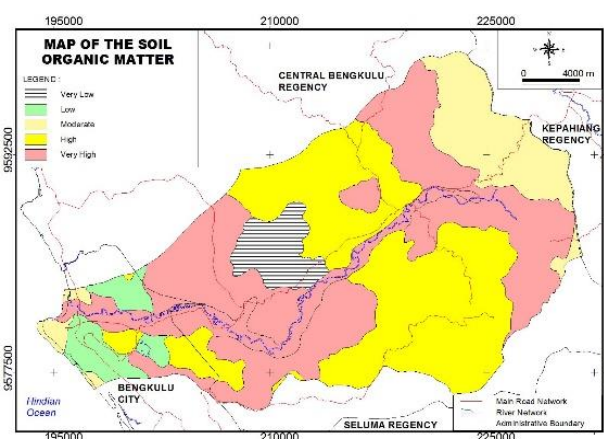 195000 210000 225000
MAP OF THE SOIL
ORGANIC MATTER
LEGEND :
Very Low
Low
Moderate
High
Very High
CENTRAL BENGKULU
REGENCY
0 4000 m
KEPAHIANG
REGENCY
9592500
9577500
BENGKULU
CITY
Hindian
Ocean
SELUMA REGENCY
Main Road Network
River Network
Administrative Boundary
195000 210000 225000